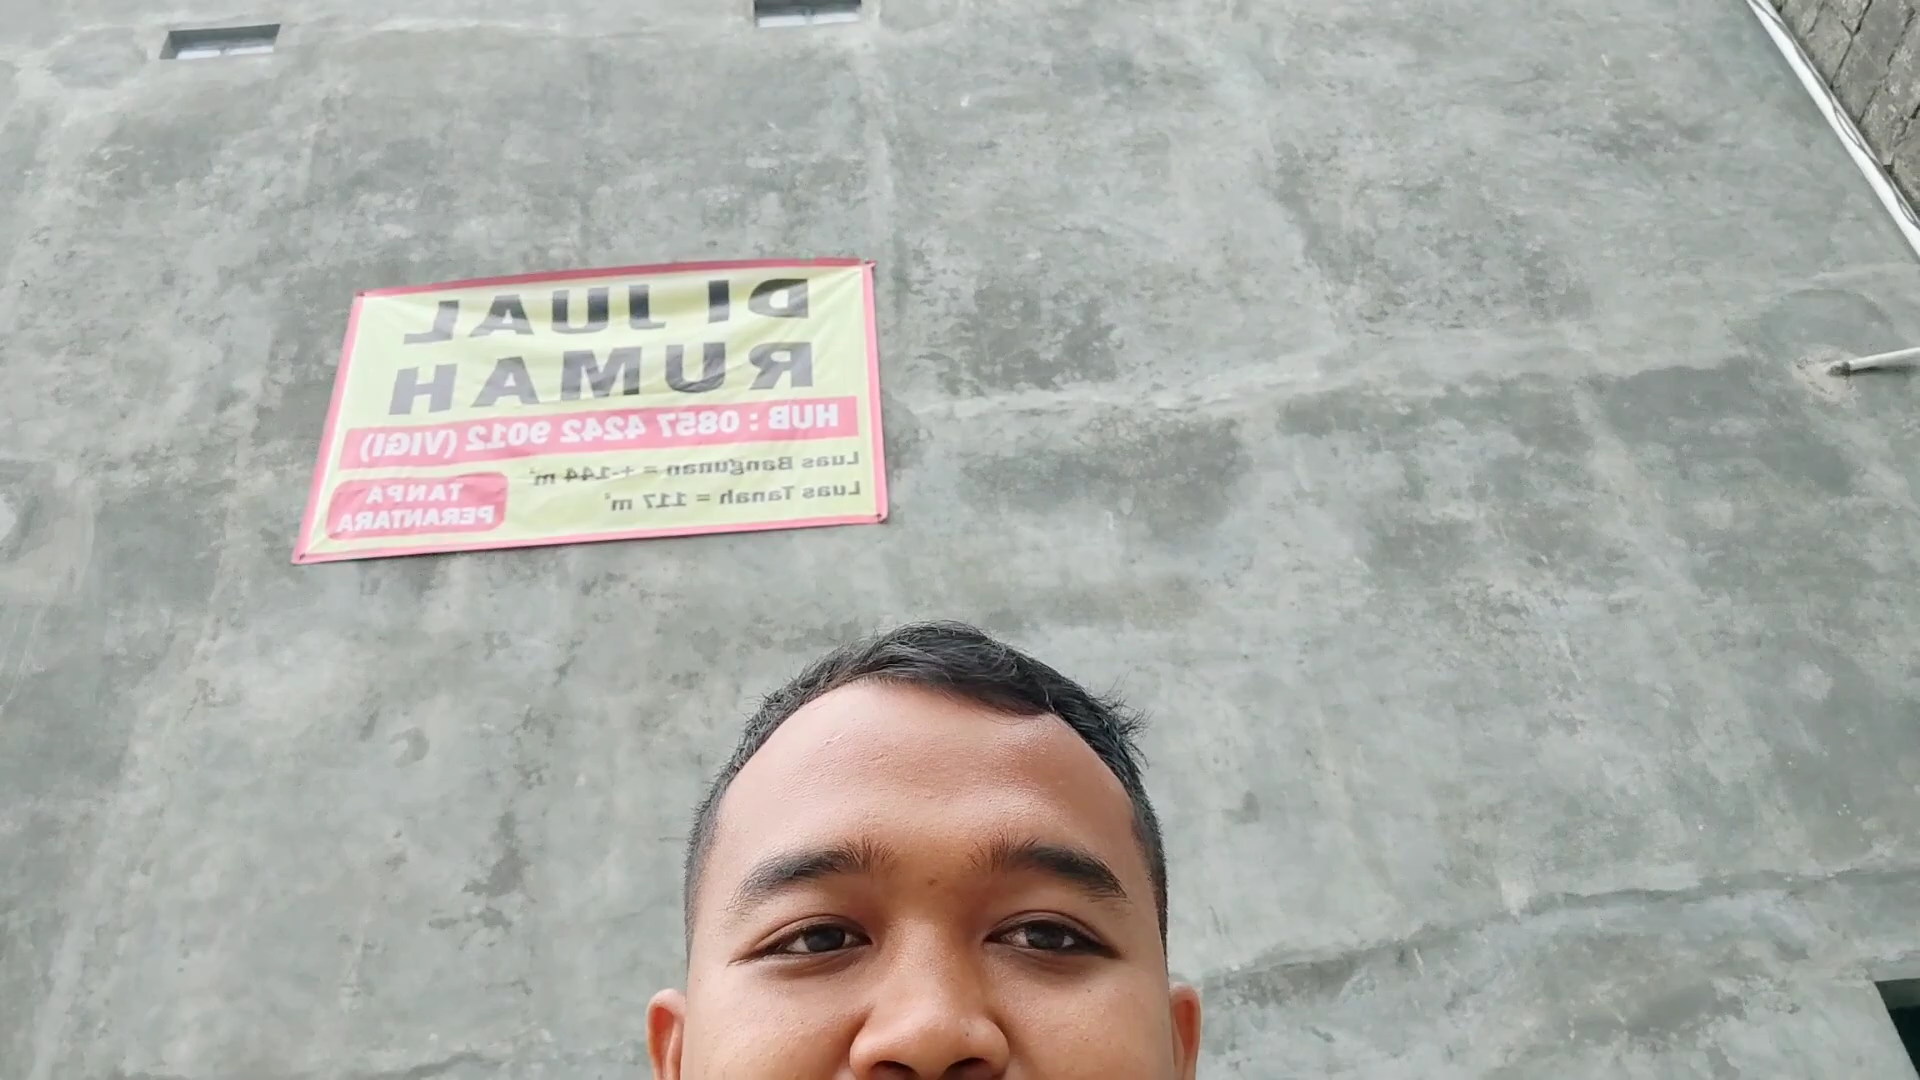 DI JUAL
RUMAH
HUB : 0857 4242 9012 (VIGI)
Luas Bangunan = +-144 m²
Luas Tanah = 117 m²
TANPA
PERANTARA